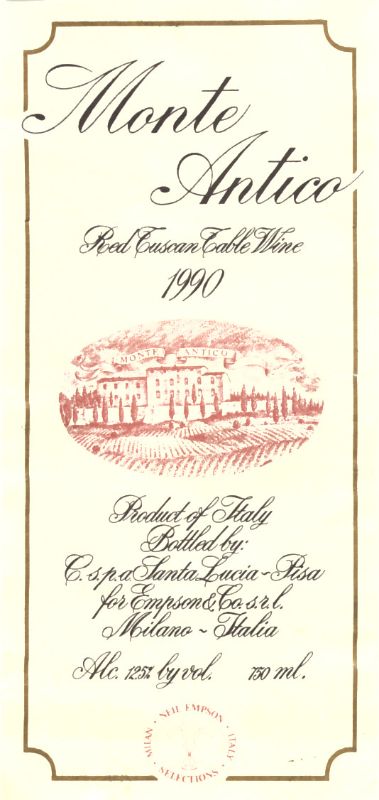 Monte
Antico
Red Tuscan Table Wine
1990
MONTE ANTICO
Product of Italy
Bottled by:
C.s.p.a Santa Lucia ~ Pisa
for Empson & Co. s.r.l.
Milano ~ Italia
Alc. 12.5% by vol. 750 ml.
MILAN · NEIL EMPSON · ITALY · SELECTIONS ·